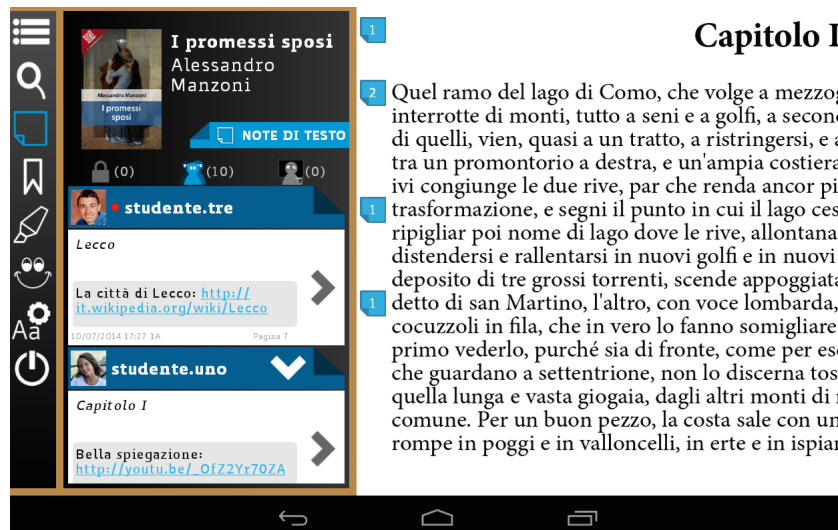 Alessandro Manzoni
I promessi
sposi
I promessi sposi
Alessandro
Manzoni
NOTE DI TESTO
(0)
(10)
(0)
studente.tre
Lecco
La città di Lecco: http://
it.wikipedia.org/wiki/Lecco
10/07/2014 17:27 1A
Pagina 7
studente.uno
Capitolo I
Bella spiegazione:
http://youtu.be/_OfZ2Yr70ZA
Aa
1
Capitolo I
2
Quel ramo del lago di Como, che volge a mezzog
interrotte di monti, tutto a seni e a golfi, a second
di quelli, vien, quasi a un tratto, a ristringersi, e a
tra un promontorio a destra, e un'ampia costiera
ivi congiunge le due rive, par che renda ancor pi
1
trasformazione, e segni il punto in cui il lago ces
ripigliar poi nome di lago dove le rive, allontana
distendersi e rallentarsi in nuovi golfi e in nuovi
deposito di tre grossi torrenti, scende appoggiata
1
detto di san Martino, l'altro, con voce lombarda,
cocuzzoli in fila, che in vero lo fanno somigliare
primo vederlo, purché sia di fronte, come per ese
che guardano a settentrione, non lo discerna tos
quella lunga e vasta giogaia, dagli altri monti di
comune. Per un buon pezzo, la costa sale con un
rompe in poggi e in valloncelli, in erte e in ispian